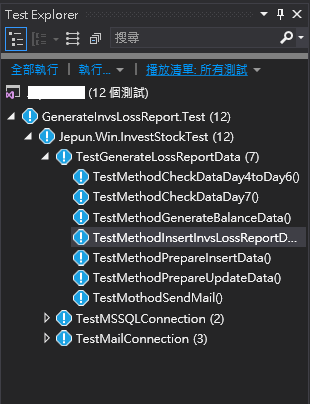 Test Explorer
搜尋
全部執行 | 執行... | 播放清單: 所有測試
(12 個測試)
GenerateInvsLossReport.Test (12)
Jepun.Win.InvestStockTest (12)
TestGenerateLossReportData (7)
TestMethodCheckDataDay4toDay6()
TestMethodCheckDataDay7()
TestMethodGenerateBalanceData()
TestMethodInsertInvsLossReportD...
TestMethodPrepareInsertData()
TestMethodPrepareUpdateData()
TestMothodSendMail()
TestMSSQLConnection (2)
TestMailConnection (3)